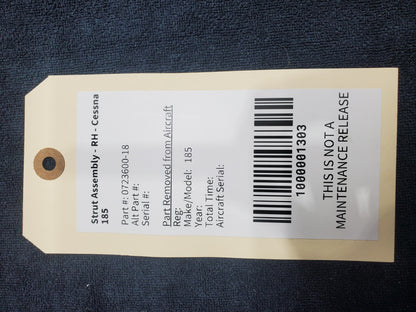 Strut Assembly - RH - Cessna
185
Part #: 0723600-18
Alt Part #:
Serial #:
Part Removed from Aircraft
Reg:
Make/Model: 185
Year:
Total Time:
Aircraft Serial:
1000001303
THIS IS NOT A
MAINTENANCE RELEASE